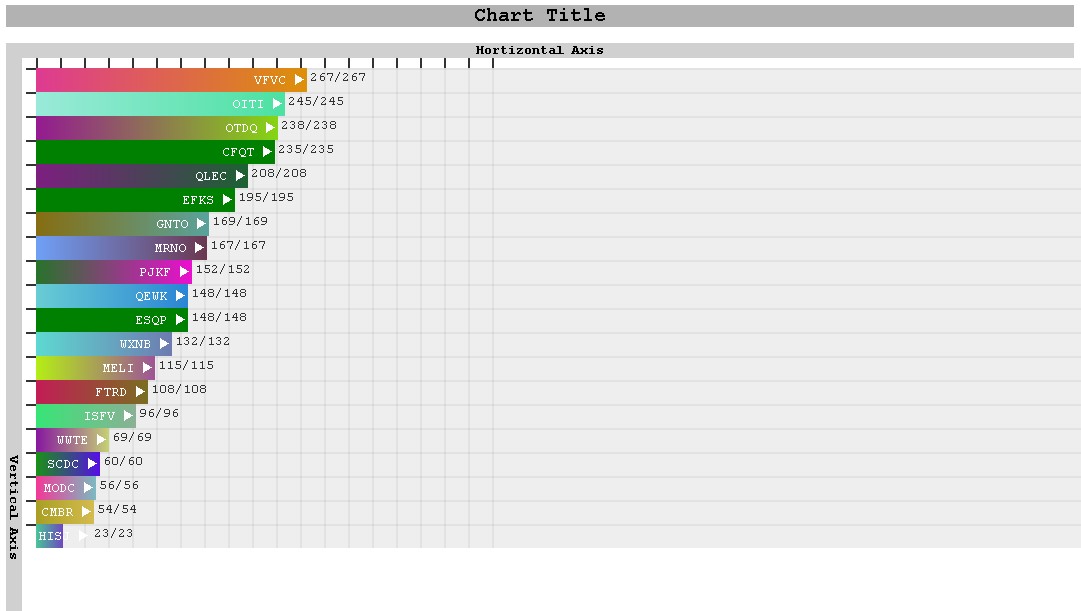 Chart Title
Hortizontal Axis
VFVC 267/267
OITI 245/245
OTDQ 238/238
CFQT 235/235
QLEC 208/208
EFKS 195/195
GNTO 169/169
MRNO 167/167
PJKF 152/152
QEWK 148/148
ESQP 148/148
WXNB 132/132
MELI 115/115
FTRD 108/108
ISFV 96/96
WWTE 69/69
SCDC 60/60
MODC 56/56
CMBR 54/54
23/23
Vertical Axis